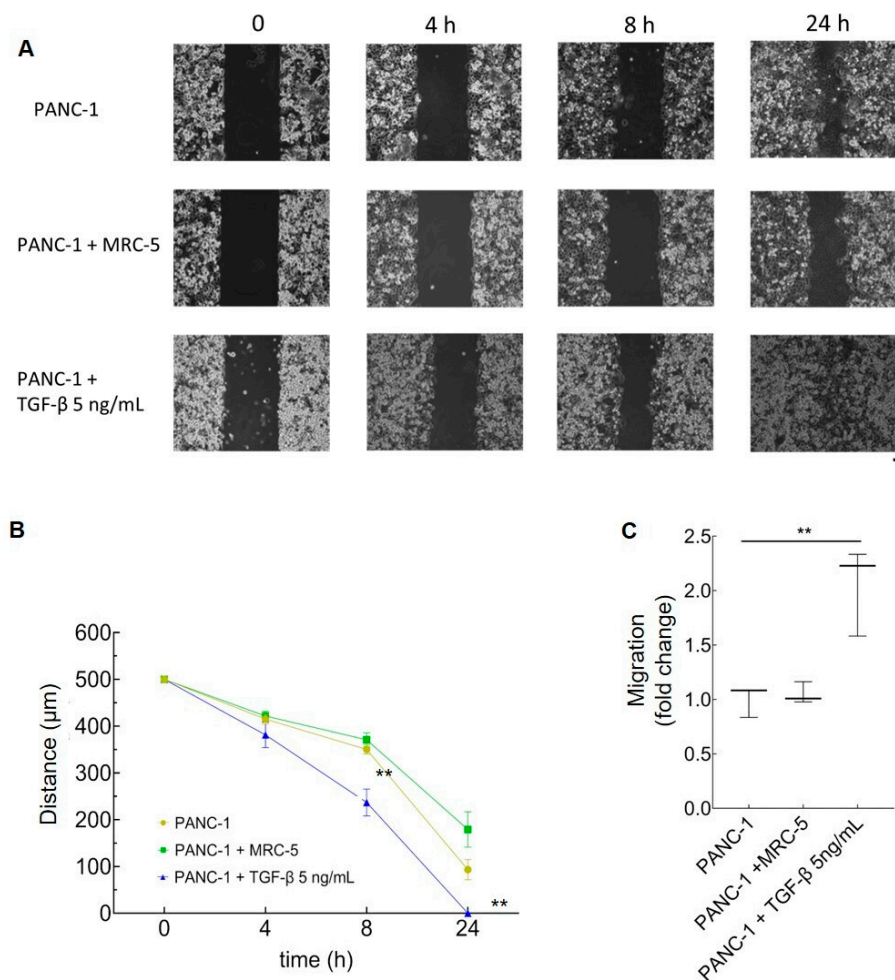 A
0
4 h
8 h
24 h
PANC-1
PANC-1 + MRC-5
PANC-1 +
TGF-β 5 ng/mL
B
600
500
400
300
200
100
0
Distance (µm)
0
4
8
24
time (h)
PANC-1
PANC-1 + MRC-5
PANC-1 + TGF-β 5 ng/mL
**
**
C
2.5
2.0
1.5
1.0
0.5
0.0
Migration
(fold change)
**
PANC-1
PANC-1 +MRC-5
PANC-1 + TGF-β 5ng/mL